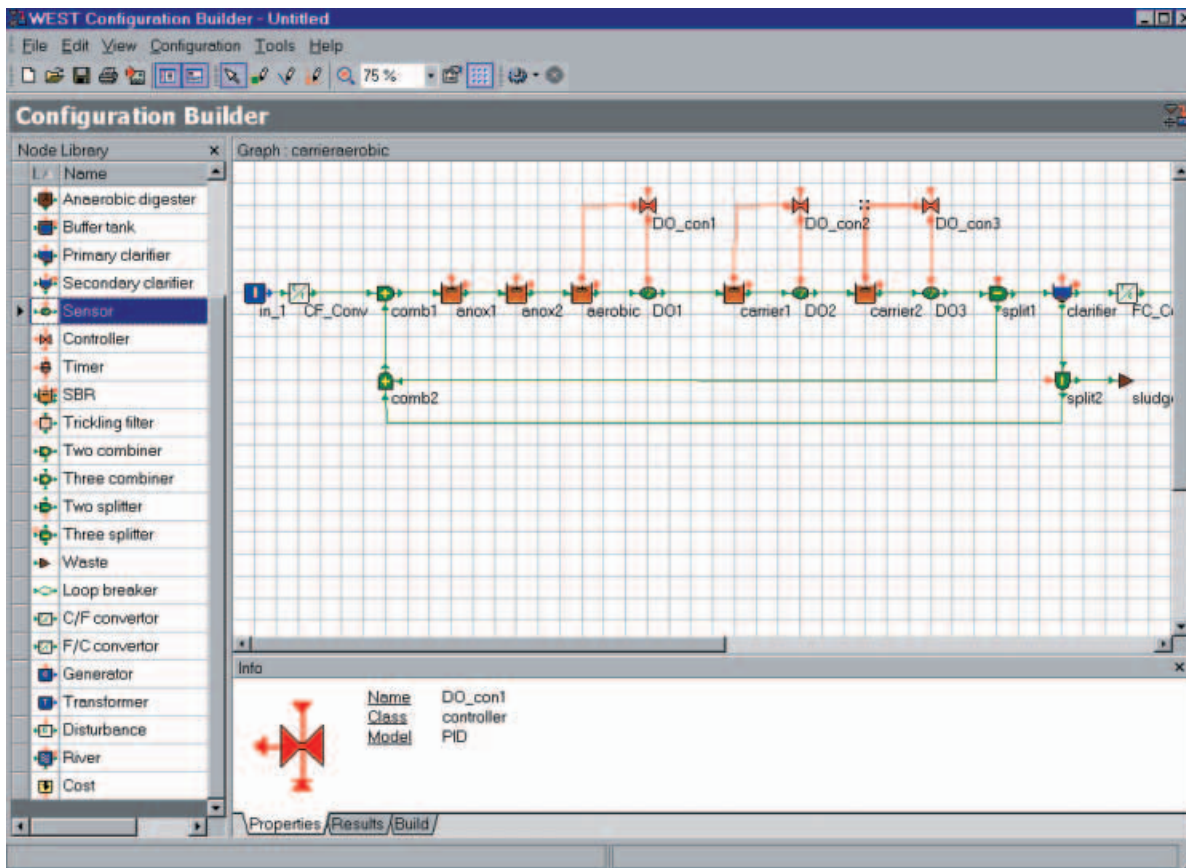 WEST Configuration Builder - Untitled
File Edit View Configuration Tools Help
75 %
Configuration Builder
Node Library
Name
Anaerobic digester
Buffer tank
Primary clarifier
Secondary clarifier
Sensor
Controller
Timer
SBR
Trickling filter
Two combiner
Three combiner
Two splitter
Three splitter
Waste
Loop breaker
C/F convertor
F/C convertor
Generator
Transformer
Disturbance
River
Cost
Graph : carrieraerobic
DO_con1 DO_con2 DO_con3
in_1 CF_Conv comb1 anox1 anox2 aerobic DO1 carrier1 DO2 carrier2 DO3 split1 clarifier FC_C
comb2 split2 sludg
Info
Name DO_con1
Class controller
Model PID
Properties Results Build